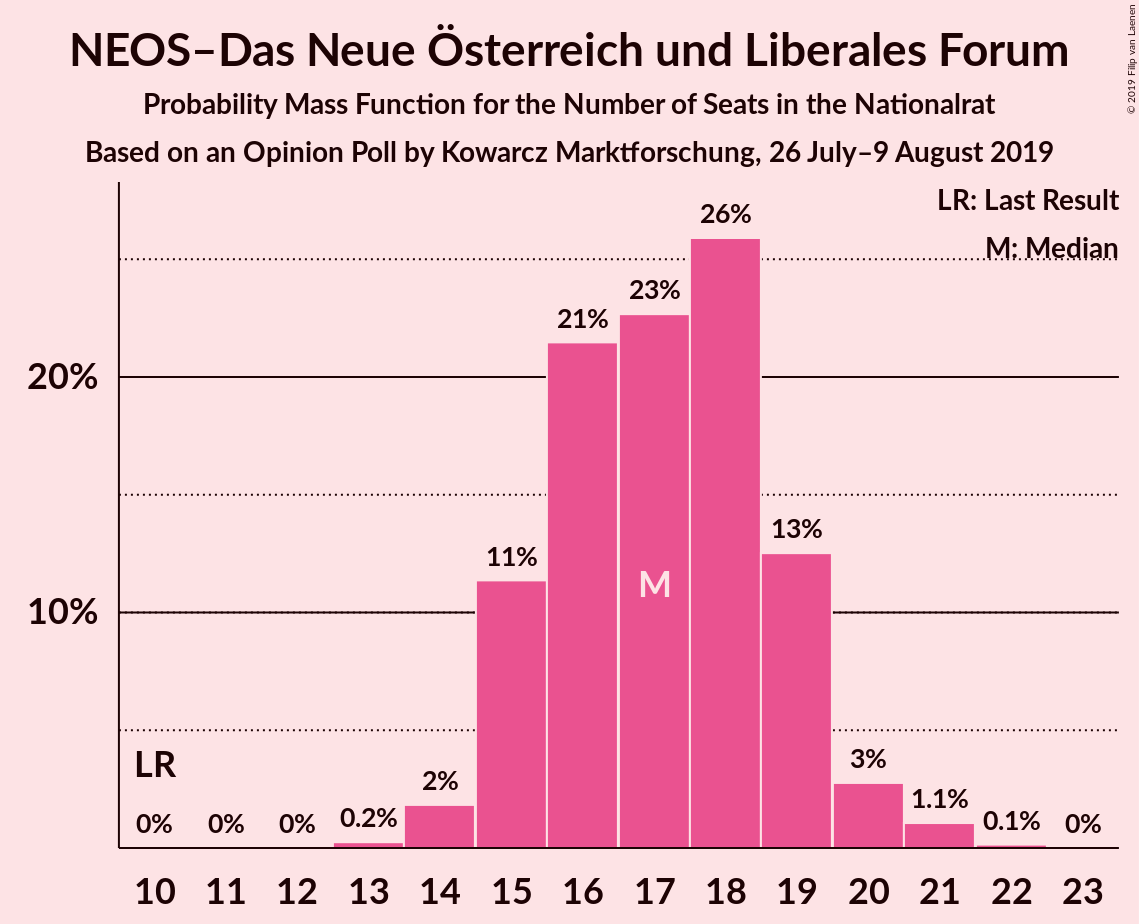 NEOS–Das Neue Österreich und Liberales Forum
Probability Mass Function for the Number of Seats in the Nationalrat
Based on an Opinion Poll by Kowarcz Marktforschung, 26 July–9 August 2019
© 2019 Filip van Laenen
LR: Last Result
M: Median
26%
23%
21%
20%
13%
11%
M
10%
LR
3%
2%
1.1%
0.2%
0.1%
0% 0% 0% 0%
10 11 12 13 14 15 16 17 18 19 20 21 22 23